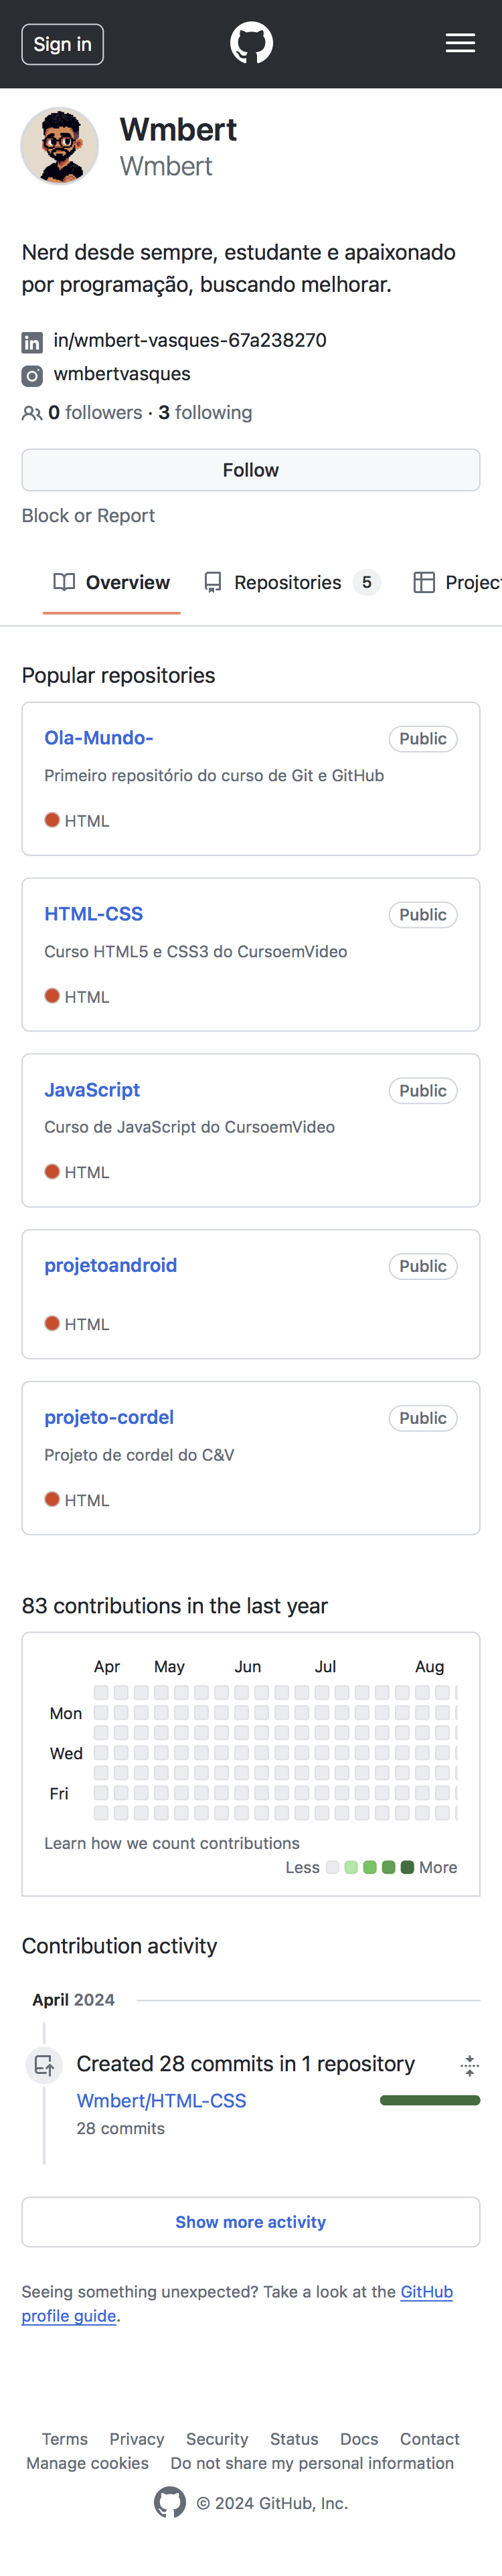 Sign in
Wmbert
Wmbert
Nerd desde sempre, estudante e apaixonado
por programação, buscando melhorar.
in/wmbert-vasques-67a238270
wmbertvasques
0 followers · 3 following
Follow
Block or Report
Overview Repositories 5 Projec
Popular repositories
Ola-Mundo- Public
Primeiro repositório do curso de Git e GitHub
HTML
HTML-CSS Public
Curso HTML5 e CSS3 do CursoemVideo
HTML
JavaScript Public
Curso de JavaScript do CursoemVideo
HTML
projetoandroid Public
HTML
projeto-cordel Public
Projeto de cordel do C&V
HTML
83 contributions in the last year
Apr May Jun Jul Aug
Mon
Wed
Fri
Learn how we count contributions
Less More
Contribution activity
April 2024
Created 28 commits in 1 repository
Wmbert/HTML-CSS
28 commits
Show more activity
Seeing something unexpected? Take a look at the GitHub
profile guide.
Terms Privacy Security Status Docs Contact
Manage cookies Do not share my personal information
© 2024 GitHub, Inc.